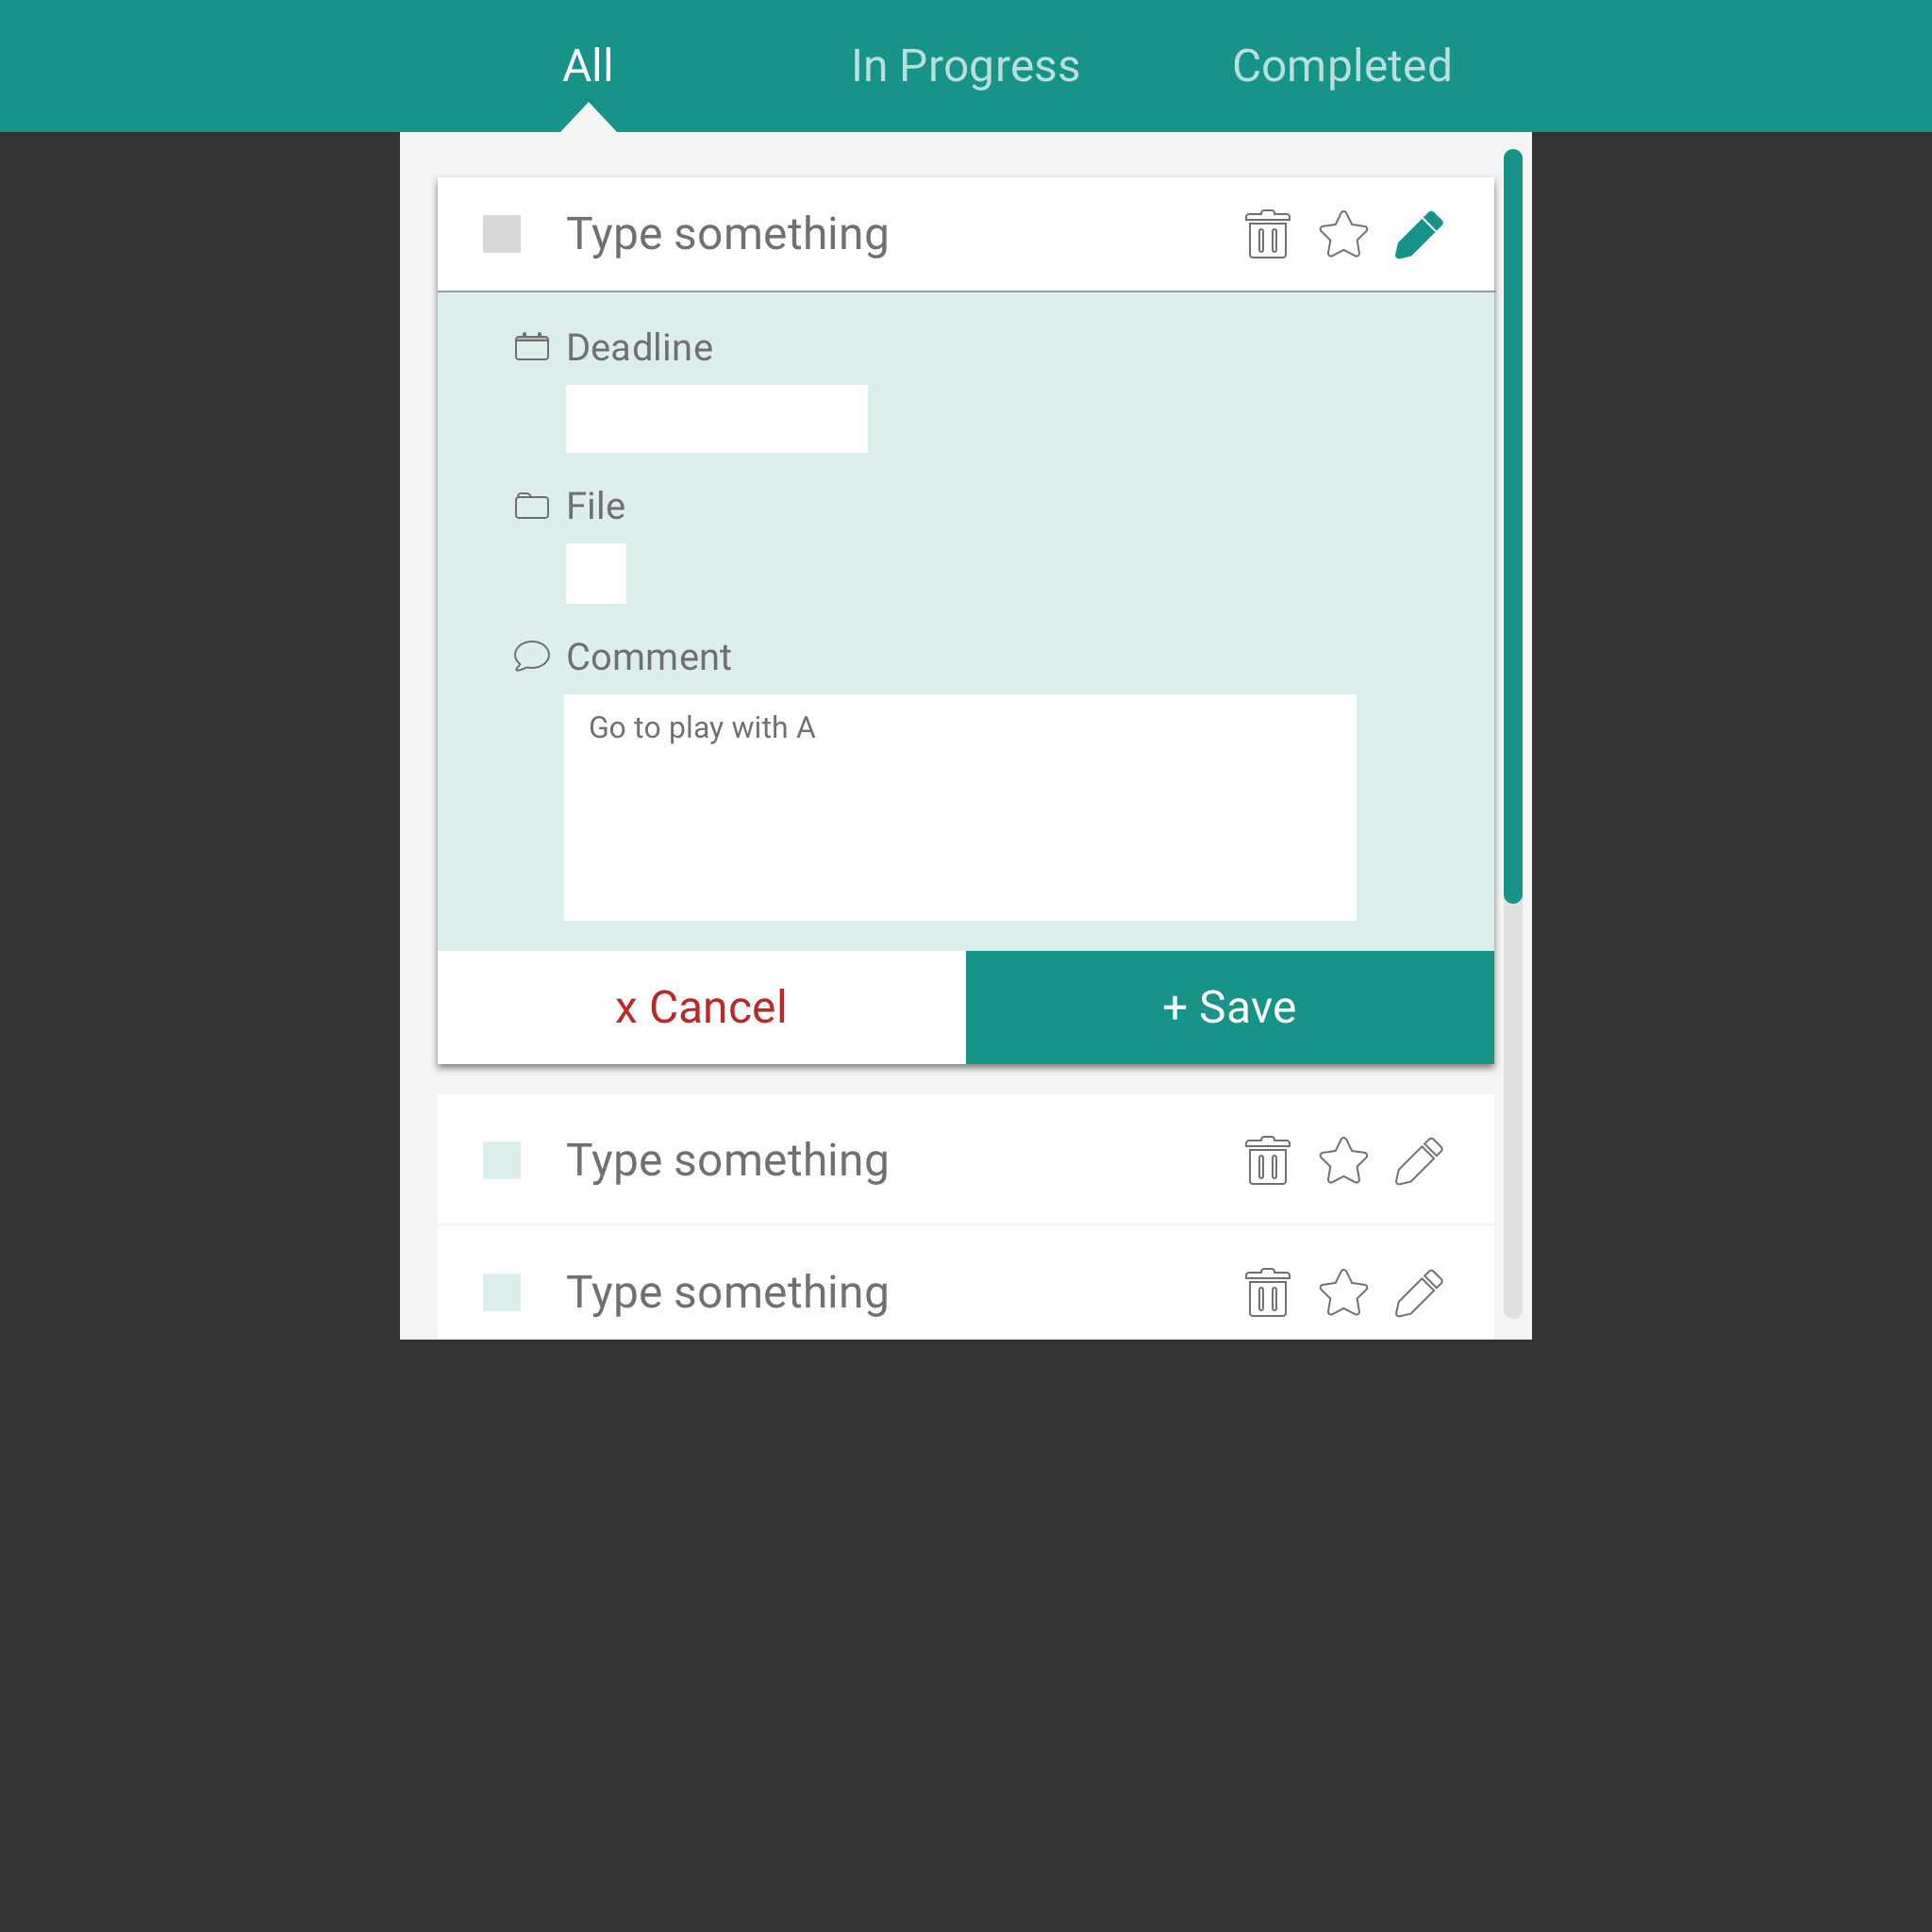 All In Progress Completed
Type something
Deadline
File
Comment
Go to play with A
x Cancel + Save
Type something
Type something